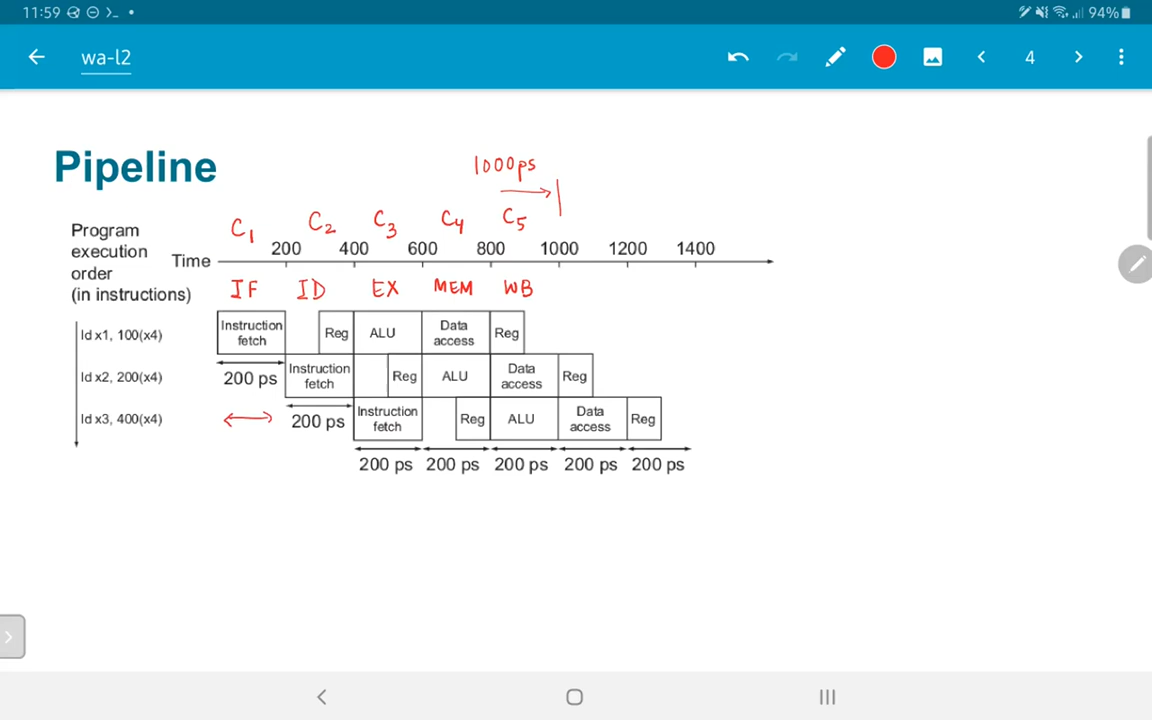 11:59 94%
wa-l2 4
Pipeline
1000ps
C1 C2 C3 C4 C5
Program
execution
order
(in instructions)
Time
200 400 600 800 1000 1200 1400
IF ID EX MEM WB
ld x1, 100(x4) Instruction fetch Reg ALU Data access Reg
ld x2, 200(x4) 200 ps Instruction fetch Reg ALU Data access Reg
ld x3, 400(x4) 200 ps Instruction fetch Reg ALU Data access Reg
200 ps 200 ps 200 ps 200 ps 200 ps